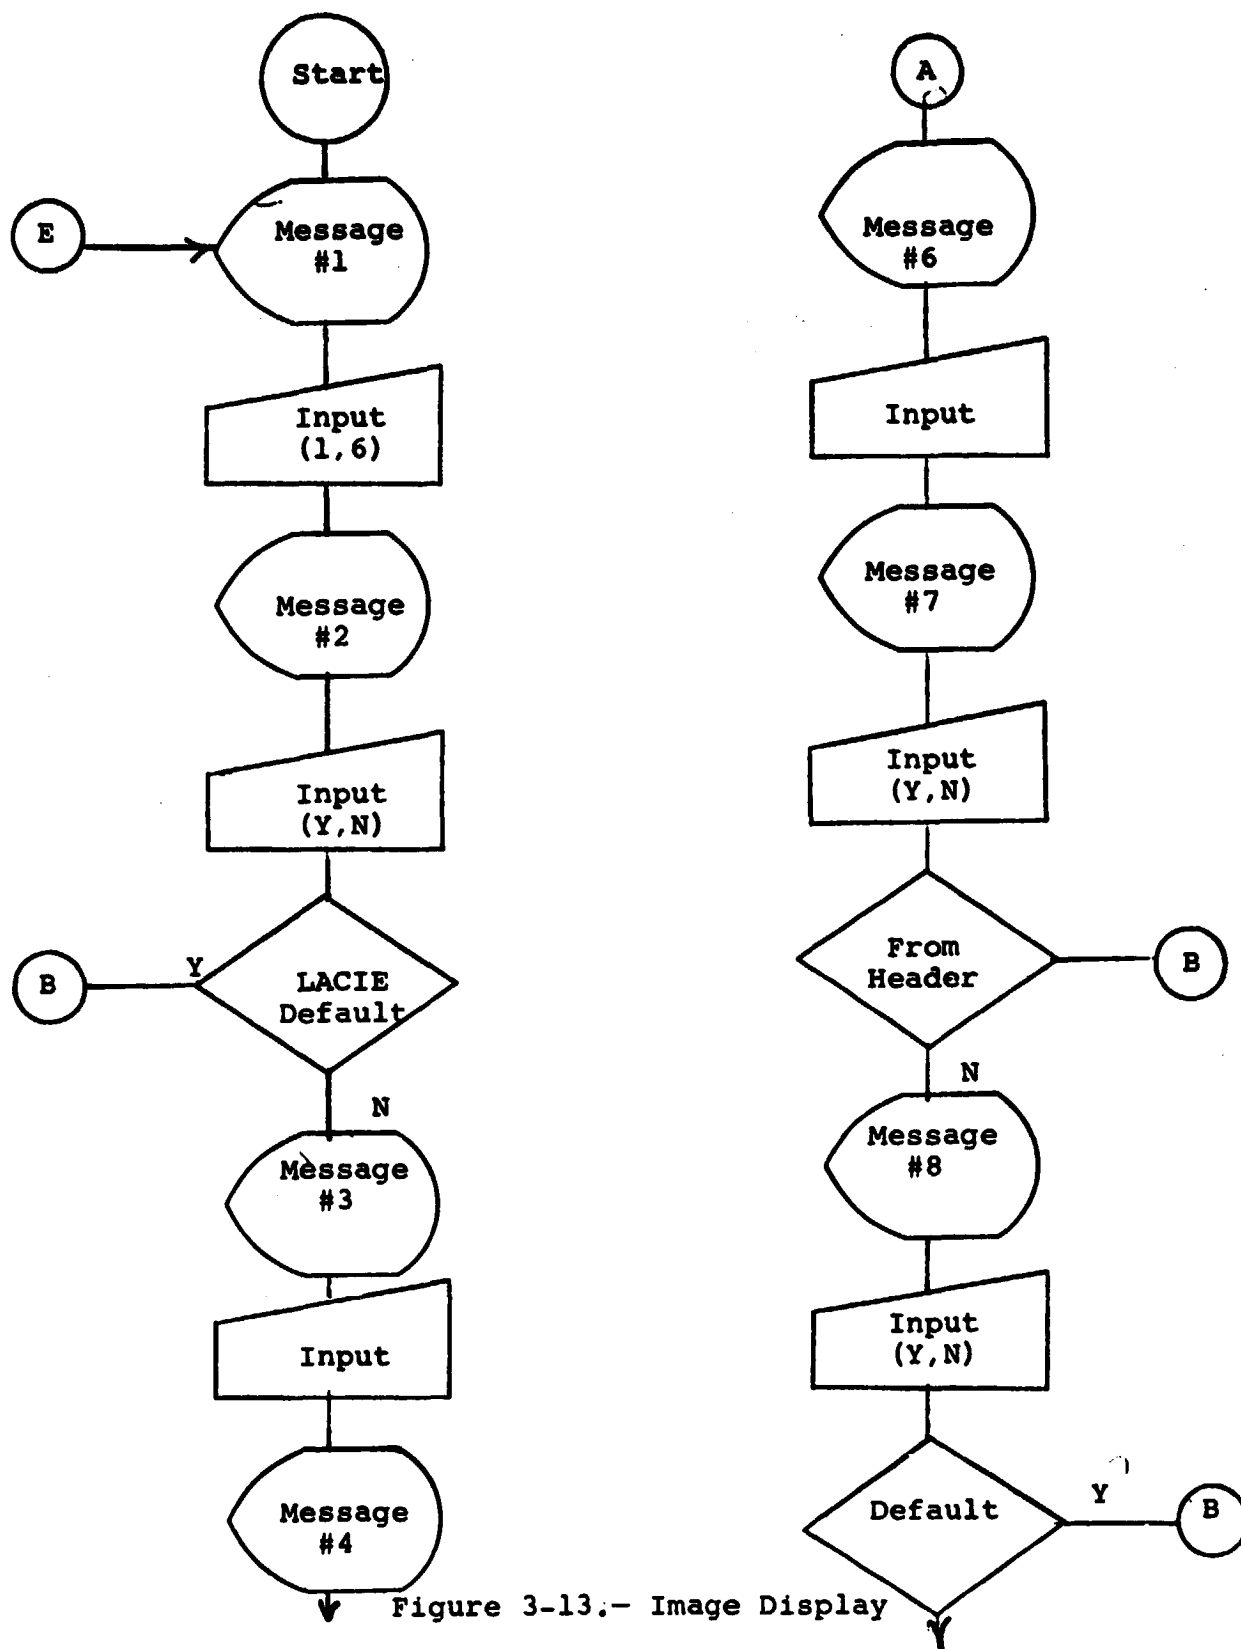 Start
E
Message
#1
Input
(1,6)
Message
#2
Input
(Y,N)
B
Y
LACIE
Default
N
Message
#3
Input
Message
#4
A
Message
#6
Input
Message
#7
Input
(Y,N)
From
Header
B
N
Message
#8
Input
(Y,N)
Default
Y
B
Figure 3-13.- Image Display